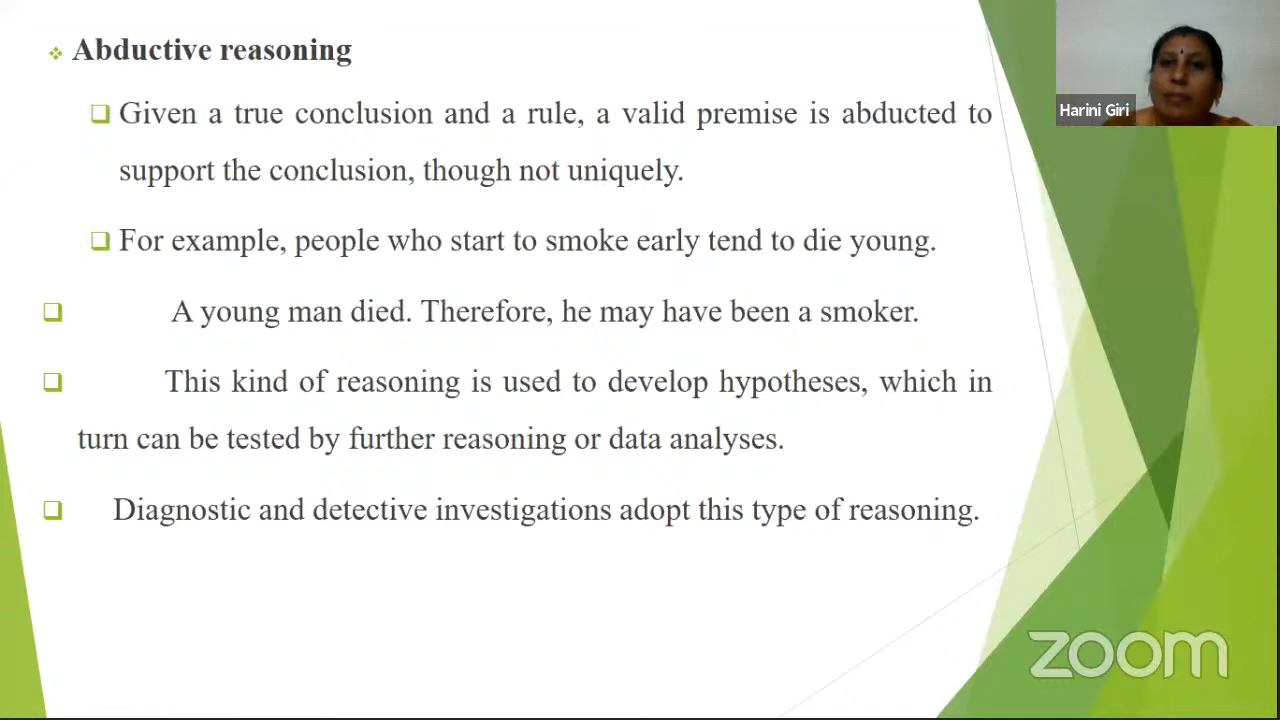 Abductive reasoning
Given a true conclusion and a rule, a valid premise is abducted to
support the conclusion, though not uniquely.
For example, people who start to smoke early tend to die young.
A young man died. Therefore, he may have been a smoker.
This kind of reasoning is used to develop hypotheses, which in
turn can be tested by further reasoning or data analyses.
Diagnostic and detective investigations adopt this type of reasoning.
Harini Giri
zoom